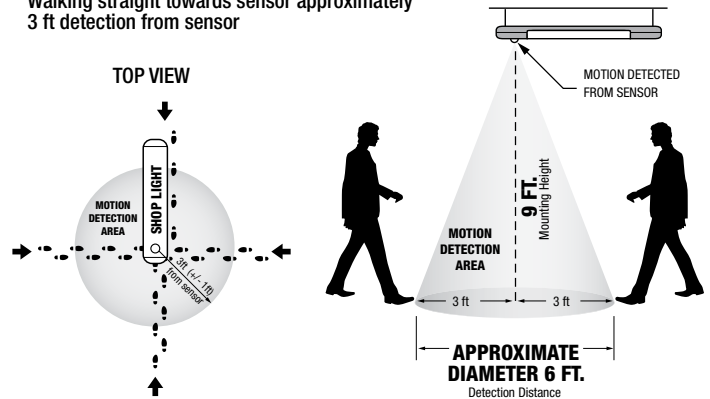 Walking straight towards sensor approximately
3 ft detection from sensor
TOP VIEW
SHOP LIGHT
MOTION
DETECTION
AREA
3ft (+/- 1ft)
from sensor
MOTION DETECTED
FROM SENSOR
9 FT.
Mounting Height
MOTION
DETECTION
AREA
3 ft
3 ft
APPROXIMATE
DIAMETER 6 FT.
Detection Distance